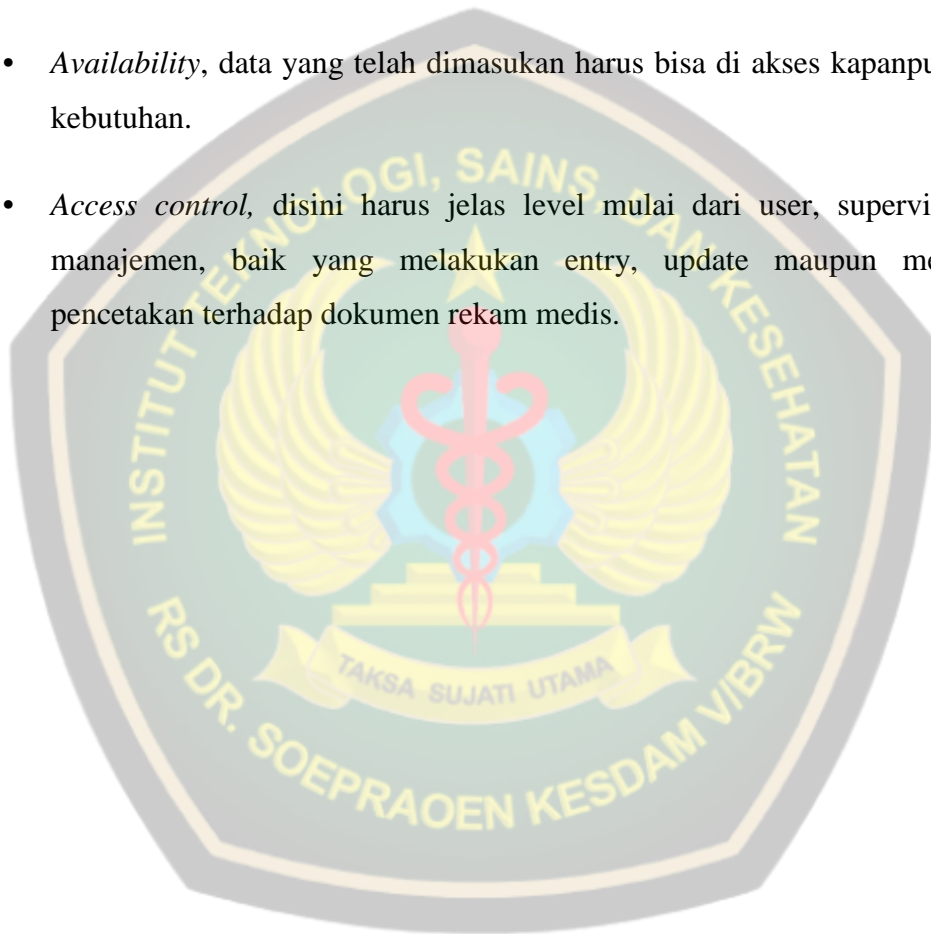 • Availability, data yang telah dimasukan harus bisa di akses kapanpu
kebutuhan.
• Access control, disini harus jelas level mulai dari user, supervi
manajemen, baik yang melakukan entry, update maupun me
pencetakan terhadap dokumen rekam medis.
INSTITUT TEKNOLOGI, SAINS, DAN KESEHATAN
TAKSA SUJATI UTAMA
RS DR. SOEPRAOEN KESDAM V/BRW